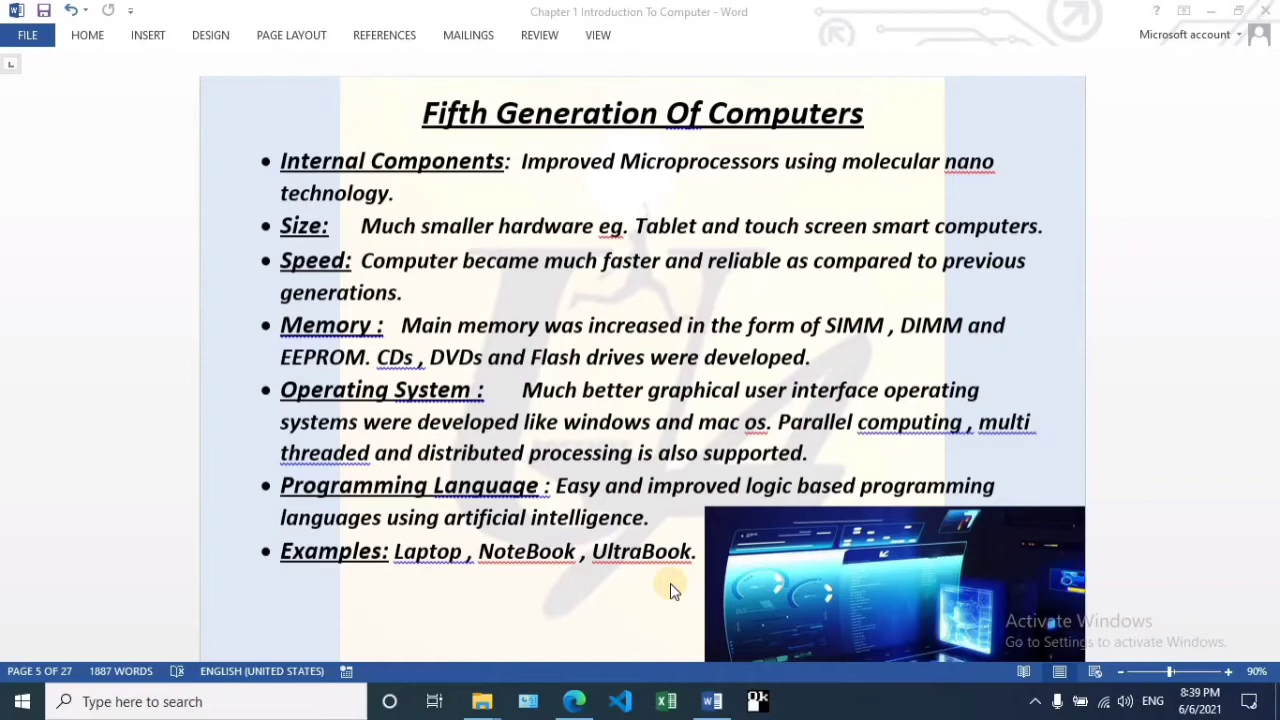 Chapter 1 Introduction To Computer - Word
?
FILE HOME INSERT DESIGN PAGE LAYOUT REFERENCES MAILINGS REVIEW VIEW Microsoft account
Fifth Generation Of Computers
• Internal Components: Improved Microprocessors using molecular nano
technology.
• Size: Much smaller hardware eg. Tablet and touch screen smart computers.
• Speed: Computer became much faster and reliable as compared to previous
generations.
• Memory : Main memory was increased in the form of SIMM , DIMM and
EEPROM. CDs , DVDs and Flash drives were developed.
• Operating System : Much better graphical user interface operating
systems were developed like windows and mac os. Parallel computing , multi
threaded and distributed processing is also supported.
• Programming Language : Easy and improved logic based programming
languages using artificial intelligence.
• Examples: Laptop , NoteBook , UltraBook.
Activate Windows
Go to Settings to activate Windows.
PAGE 5 OF 27 1887 WORDS ENGLISH (UNITED STATES) 90%
Type here to search
Ok
ENG
8:39 PM
6/6/2021